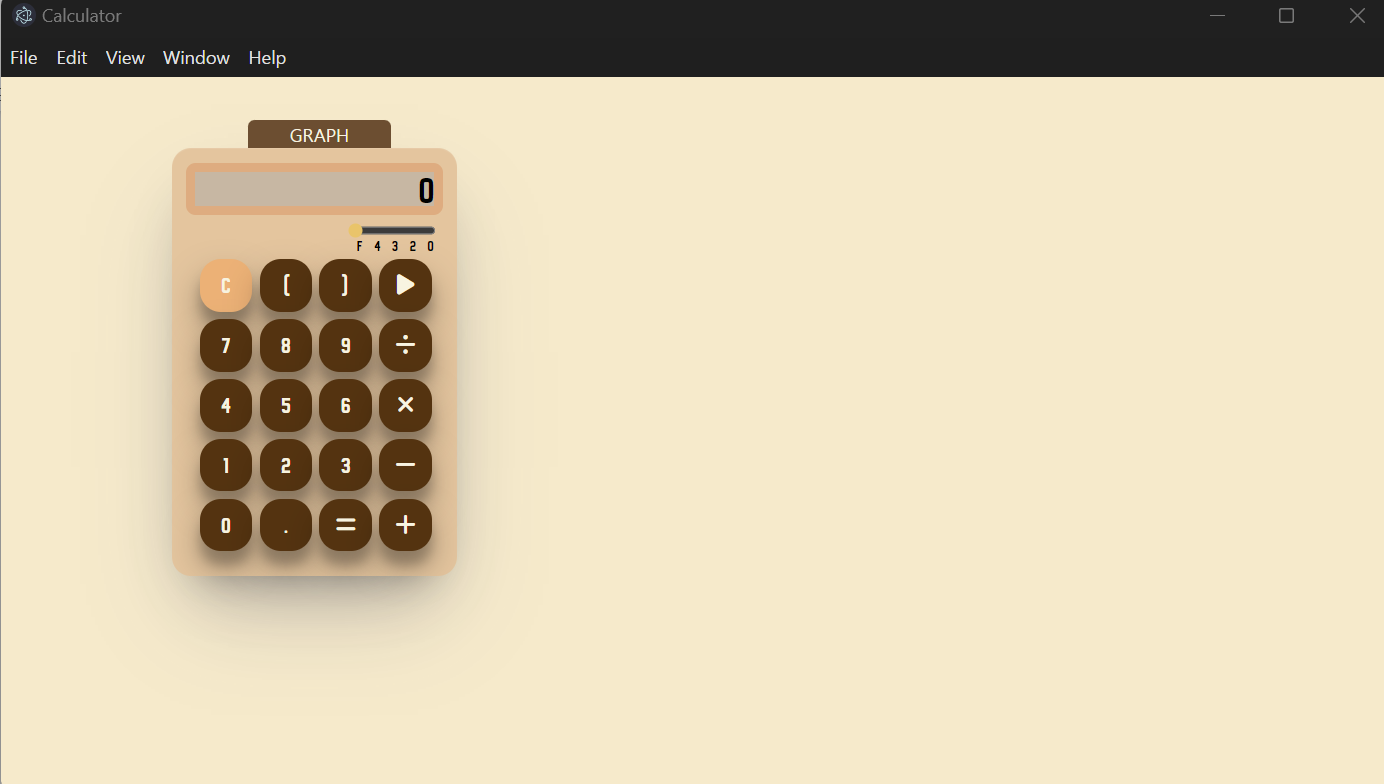 Calculator
File Edit View Window Help
GRAPH
0
F 4 3 2 0
C [ ]
7 8 9 ÷
4 5 6 ×
1 2 3 −
0 . = +